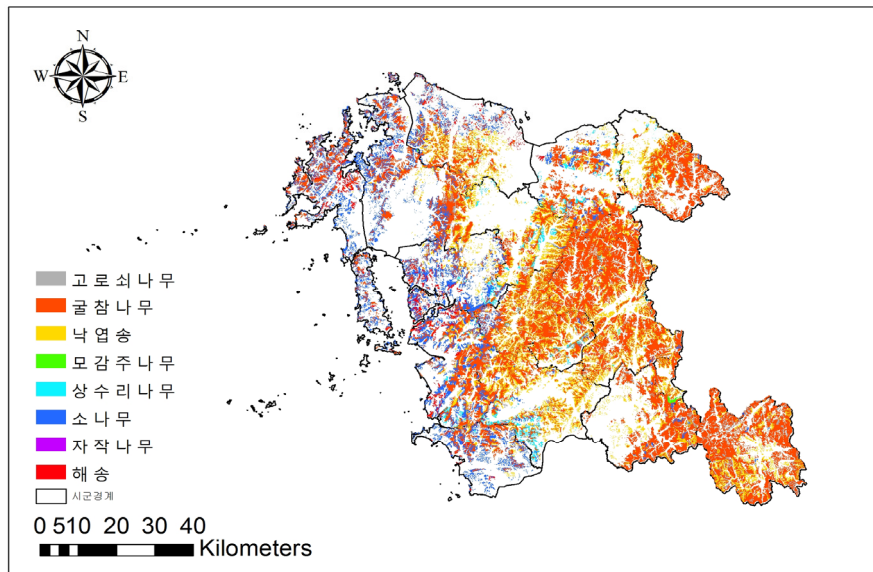 N
W E
S
고로쇠나무
굴참나무
낙엽송
모감주나무
상수리나무
소나무
자작나무
해송
시군경계
0 510 20 30 40
Kilometers